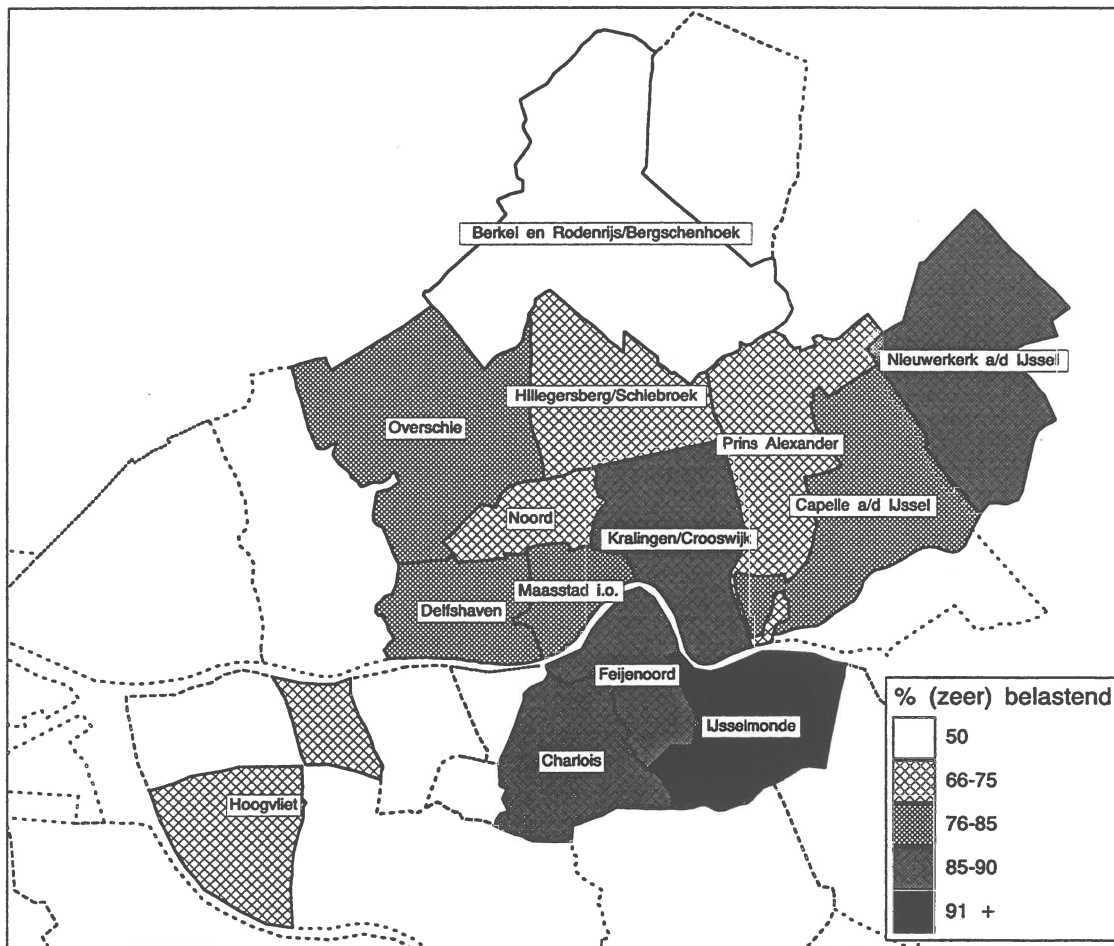 Berkel en Rodenrijs/Bergschenhoek
Nieuwerkerk a/d IJssel
Hillegersberg/Schiebroek
Overschie
Prins Alexander
Capelle a/d IJssel
Noord
Kralingen/Crooswijk
Maasstad i.o.
Delfshaven
Feijenoord
IJsselmonde
Charlois
Hoogvliet
% (zeer) belastend
50
66-75
76-85
85-90
91 +